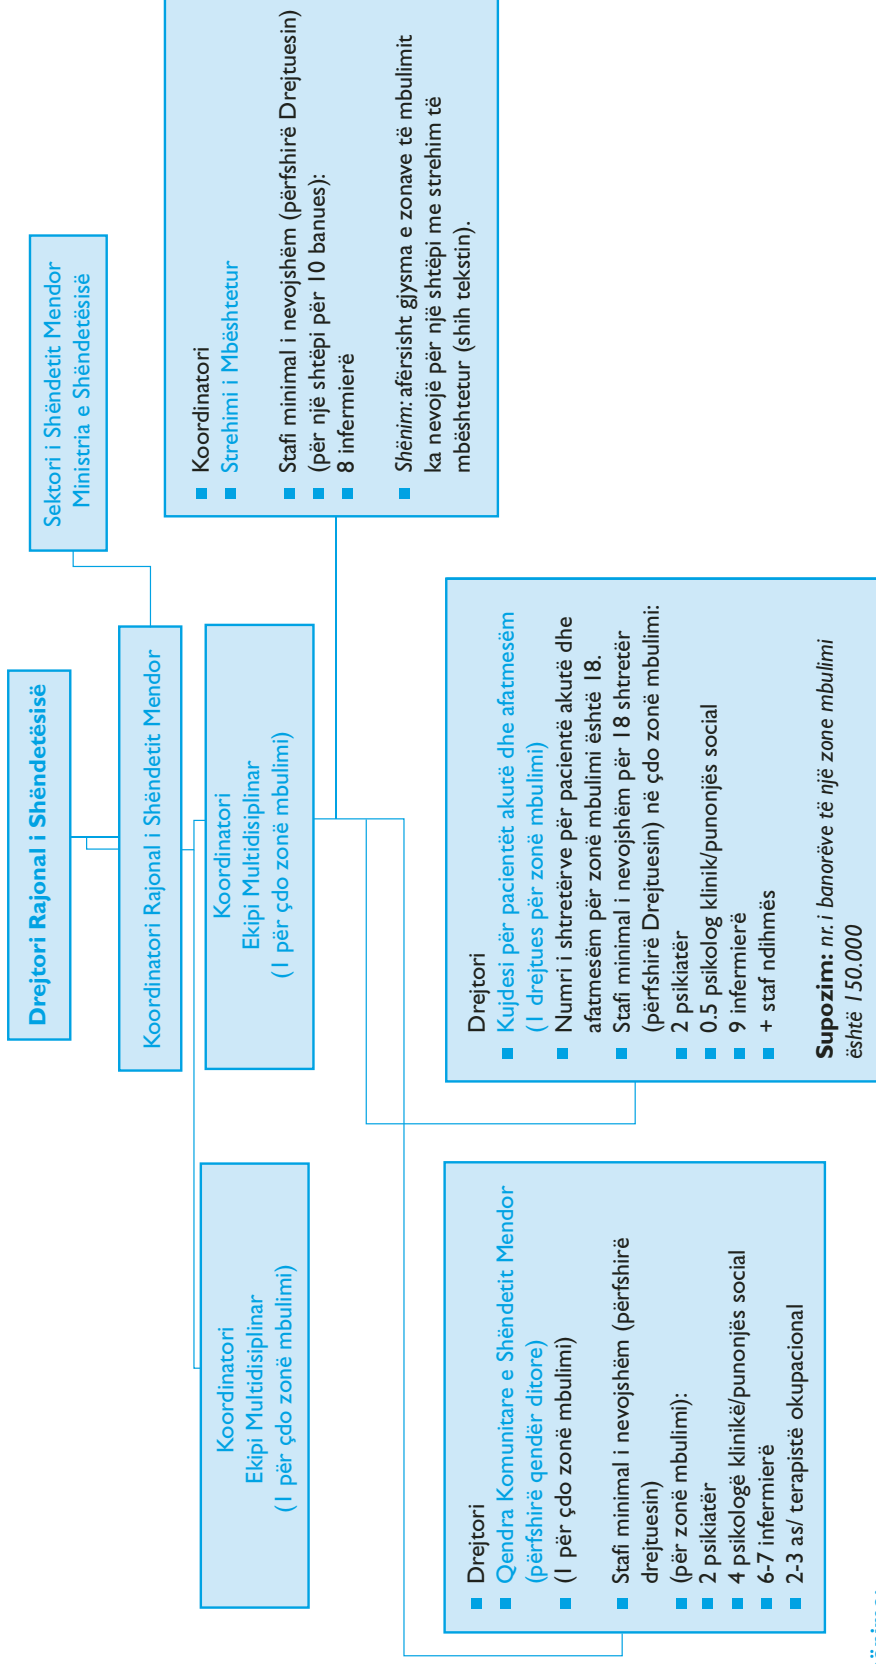 Drejtori Rajonal i Shëndetësisë
Sektori i Shëndetit Mendor
Ministria e Shëndetësisë
Koordinatori Rajonal i Shëndetit Mendor
Koordinatori
Ekipi Multidisiplinar
(1 për çdo zonë mbulimi)
Koordinatori
Ekipi Multidisiplinar
(1 për çdo zonë mbulimi)
Drejtori
Qendra Komunitare e Shëndetit Mendor
(përfshirë qendër ditore)
(1 për çdo zonë mbulimi)
Stafi minimal i nevojshëm (përfshirë
drejtuesin)
(për zonë mbulimi):
2 psikiatër
4 psikologë klinikë/punonjës social
6-7 infermierë
2-3 as/ terapistë okupacional
Drejtori
Kujdesi për pacientët akutë dhe afatmesëm
(1 drejtues për zonë mbulimi)
Numri i shtretërve për pacientë akutë dhe
afatmesëm për zonë mbulimi është 18.
Stafi minimal i nevojshëm për 18 shtretër
(përfshirë Drejtuesin) në çdo zonë mbulimi:
2 psikiatër
0.5 psikolog klinik/punonjës social
9 infermierë
+ staf ndihmës
Supozim: nr. i banorëve të një zone mbulimi
është 150.000
Koordinatori
Strehimi i Mbështetur
Stafi minimal i nevojshëm (përfshirë Drejtuesin)
(për një shtëpi për 10 banues):
8 infermierë
Shënim: afërsisht gjysma e zonave të mbulimit
ka nevojë për një shtëpi me strehim të
mbështetur (shih tekstin).